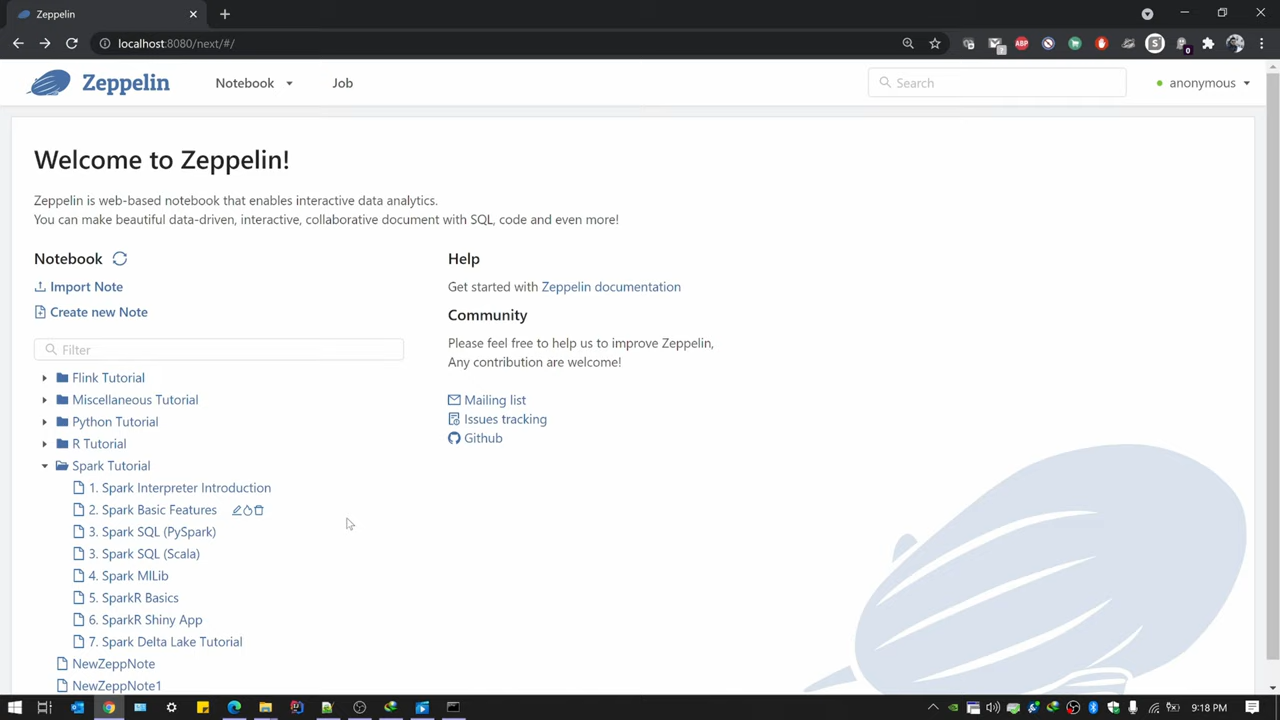 Zeppelin
localhost:8080/next/#/
Zeppelin
Notebook
Job
Search
anonymous
Welcome to Zeppelin!
Zeppelin is web-based notebook that enables interactive data analytics.
You can make beautiful data-driven, interactive, collaborative document with SQL, code and even more!
Notebook
Import Note
Create new Note
Filter
Flink Tutorial
Miscellaneous Tutorial
Python Tutorial
R Tutorial
Spark Tutorial
1. Spark Interpreter Introduction
2. Spark Basic Features
3. Spark SQL (PySpark)
3. Spark SQL (Scala)
4. Spark MlLib
5. SparkR Basics
6. SparkR Shiny App
7. Spark Delta Lake Tutorial
NewZeppNote
NewZeppNote1
Help
Get started with Zeppelin documentation
Community
Please feel free to help us to improve Zeppelin,
Any contribution are welcome!
Mailing list
Issues tracking
Github
9:18 PM